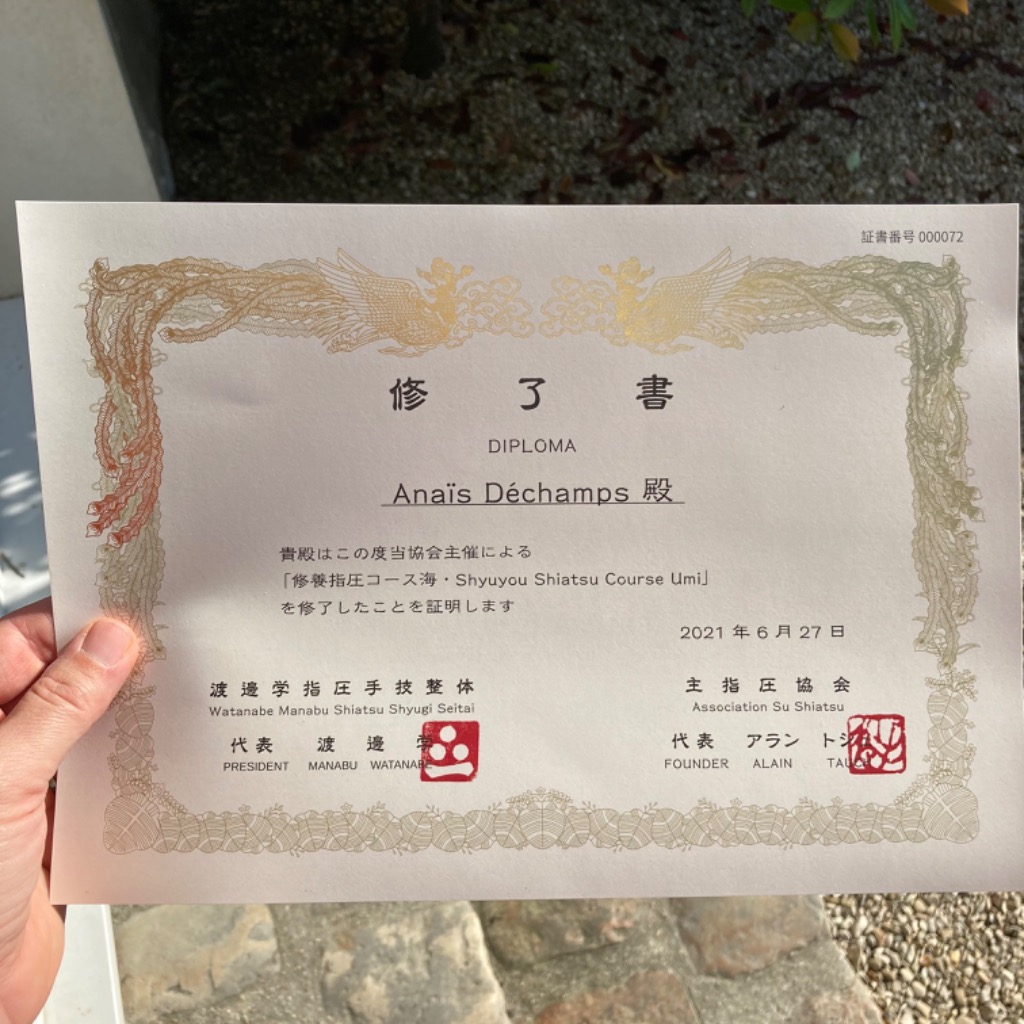 証書番号 000072
修了書
DIPLOMA
Anaïs Déchamps 殿
貴殿はこの度当協会主催による
「修養指圧コース海・Shyuyou Shiatsu Course Umi」
を修了したことを証明します
2021 年 6 月 27 日
渡邊学指圧手技整体
Watanabe Manabu Shiatsu Shyugi Seitai
代表 渡邊学
PRESIDENT MANABU WATANABE
主指圧協会
Association Su Shiatsu
代表 アラン
FOUNDER ALAIN